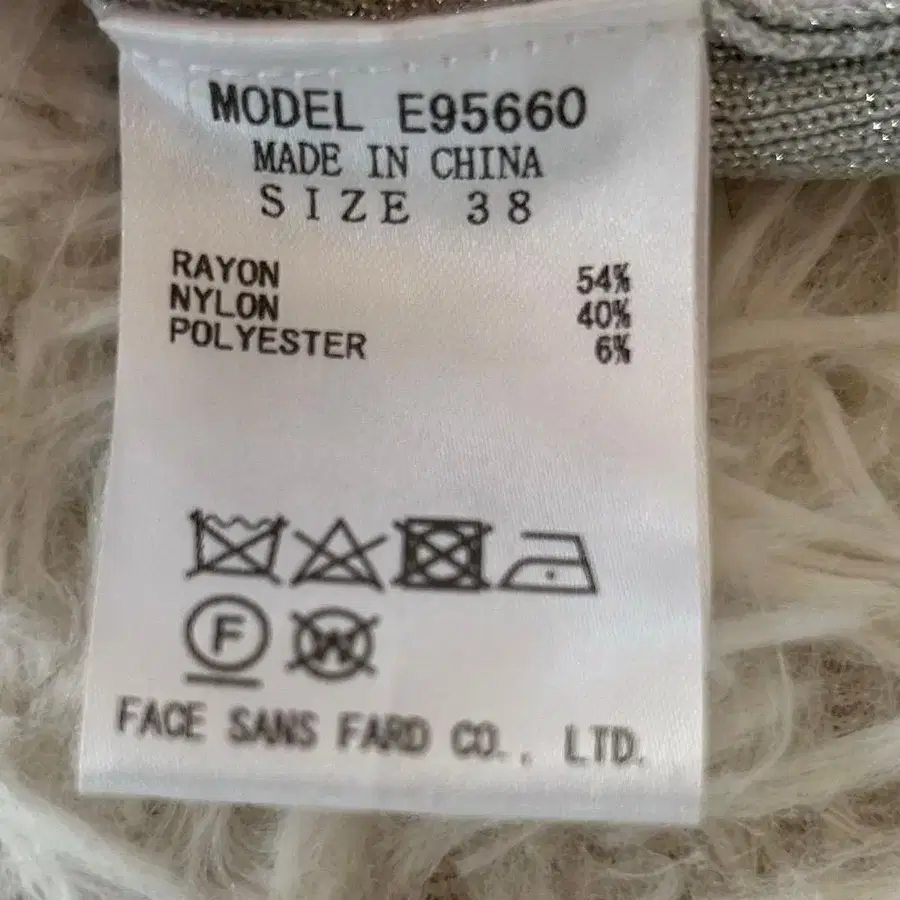 MODEL E95660
MADE IN CHINA
SIZE 38
RAYON 54%
NYLON 40%
POLYESTER 6%
F W
FACE SANS FARD CO., LTD.